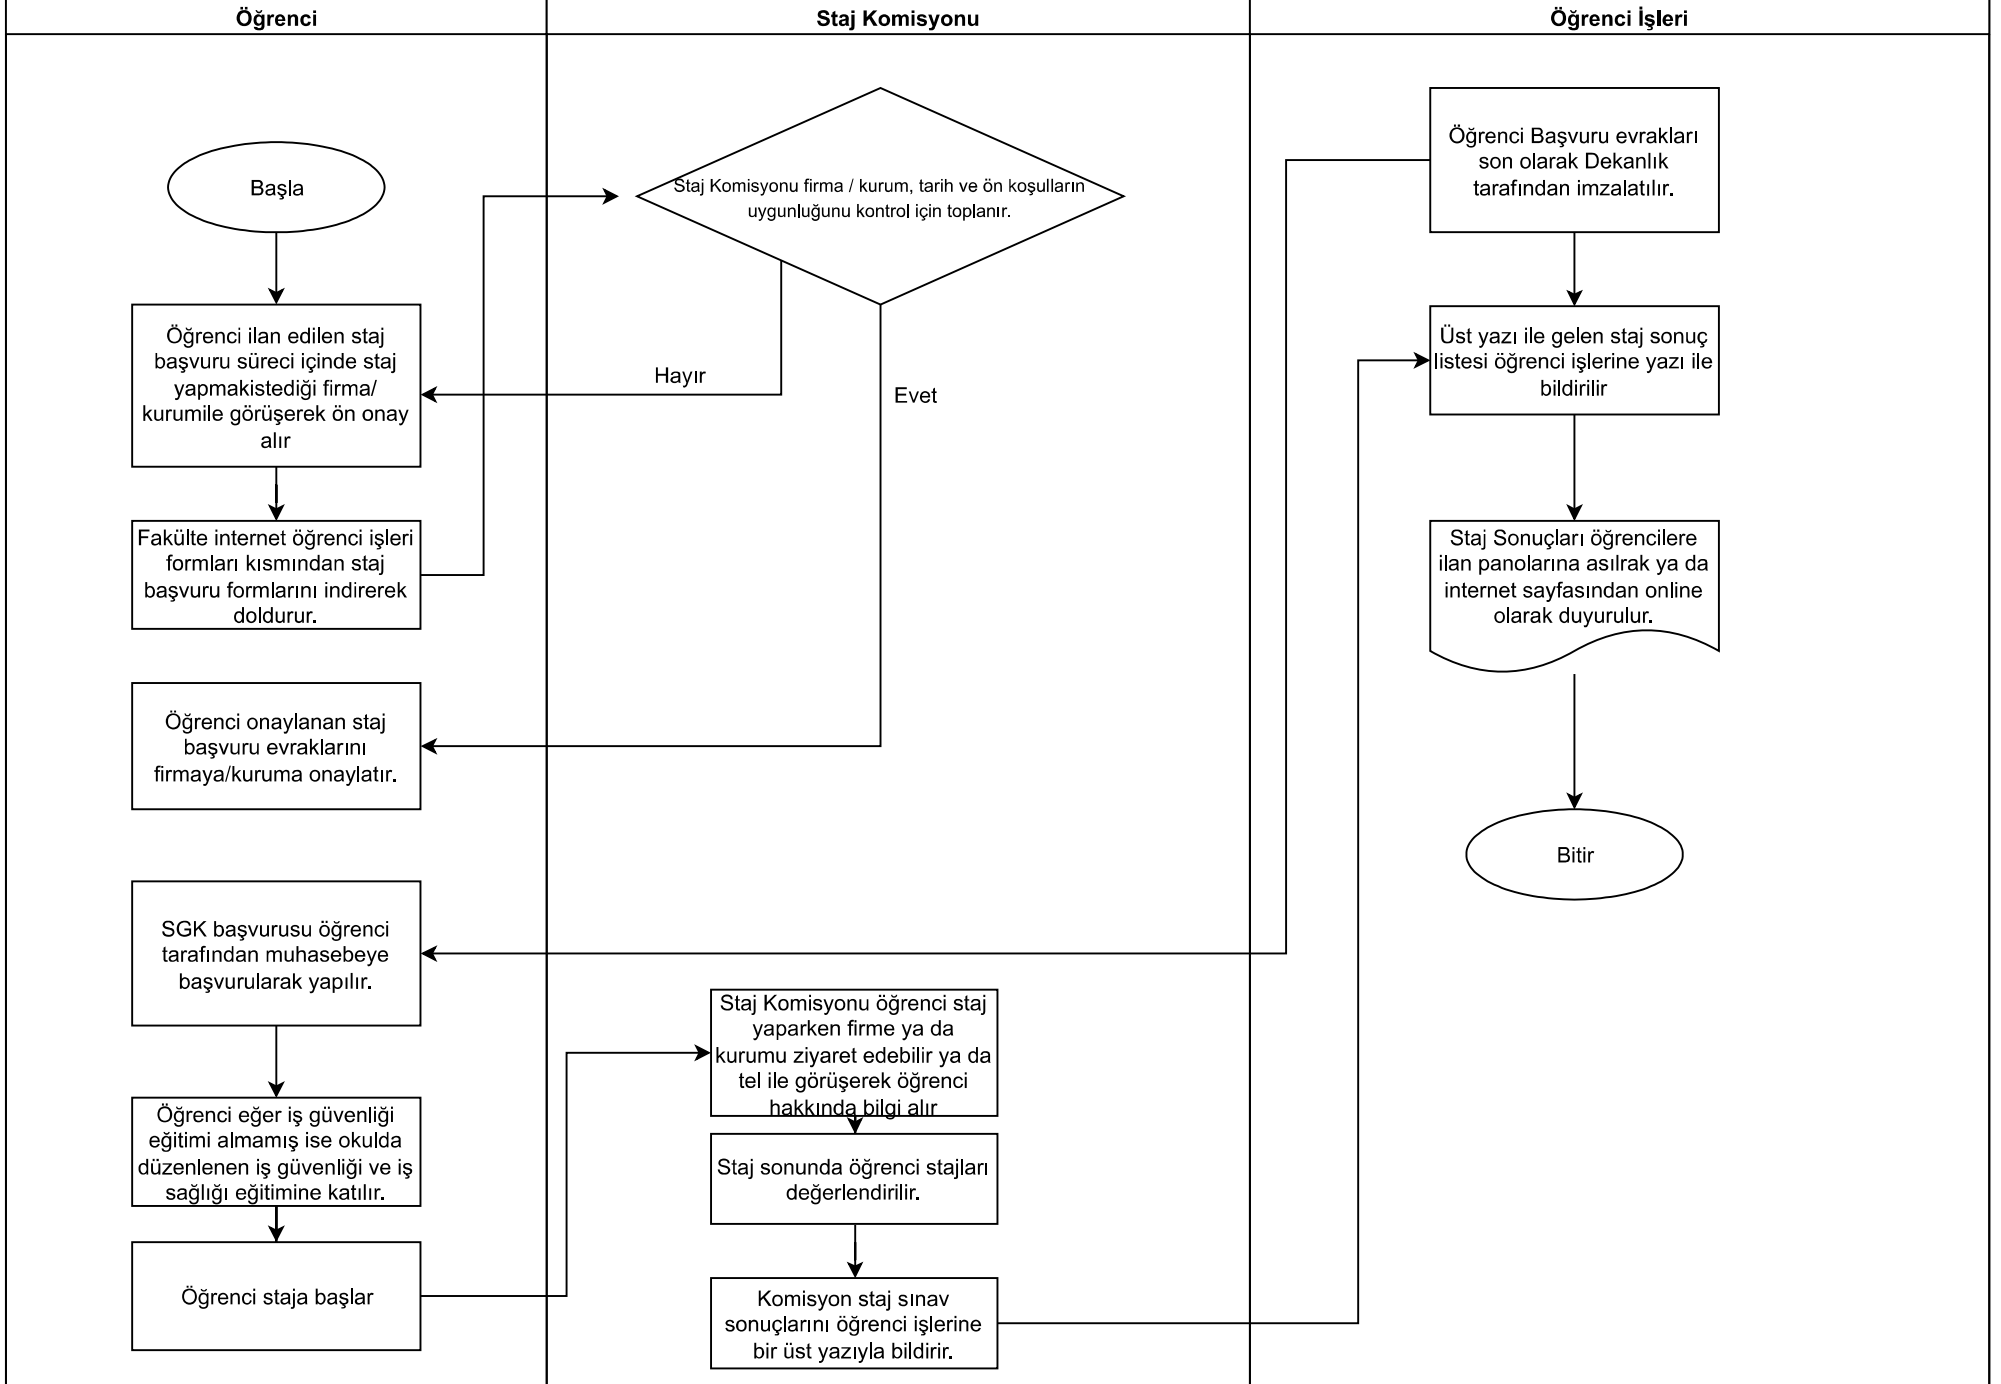 Öğrenci
Staj Komisyonu
Öğrenci İşleri
Başla
Öğrenci ilan edilen staj
başvuru süreci içinde staj
yapmakistediği firma/
kurumile görüşerek ön onay
alır
Fakülte internet öğrenci işleri
formları kısmından staj
başvuru formlarını indirerek
doldurur.
Öğrenci onaylanan staj
başvuru evraklarını
firmaya/kuruma onaylatır.
SGK başvurusu öğrenci
tarafından muhasebeye
başvurularak yapılır.
Öğrenci eğer iş güvenliği
eğitimi almamış ise okulda
düzenlenen iş güvenliği ve iş
sağlığı eğitimine katılır.
Öğrenci staja başlar
Staj Komisyonu firma / kurum, tarih ve ön koşulların
uygunluğunu kontrol için toplanır.
Hayır
Evet
Staj Komisyonu öğrenci staj
yaparken firme ya da
kurumu ziyaret edebilir ya da
tel ile görüşerek öğrenci
hakkında bilgi alır
Staj sonunda öğrenci stajları
değerlendirilir.
Komisyon staj sınav
sonuçlarını öğrenci işlerine
bir üst yazıyla bildirir.
Öğrenci Başvuru evrakları
son olarak Dekanlık
tarafından imzalatılır.
Üst yazı ile gelen staj sonuç
listesi öğrenci işlerine yazı ile
bildirilir
Staj Sonuçları öğrencilere
ilan panolarına asılrak ya da
internet sayfasından online
olarak duyurulur.
Bitir